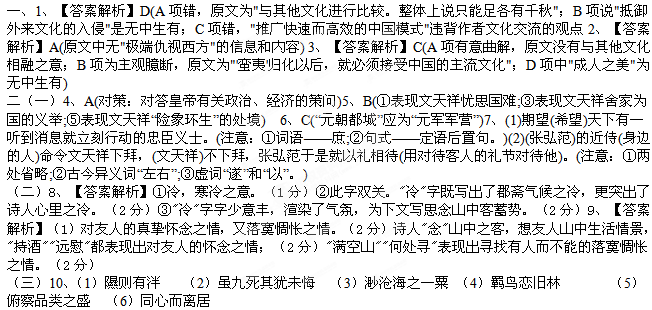 一、1、【答案解析】D(A项错，原文为"与其他文化进行比较。整体上说只能足各有千秋"；B项说"抵御
外来文化的入侵"是无中生有；C项错，"推广快速而高效的中国模式"违背作者文化交流的观点 2、【答案
解析】A(原文中无"极端仇视西方"的信息和内容) 3、【答案解析】C(A项有意曲解，原文没有与其他文化
相融之意；B项为主观臆断，原文为"蛮夷'归化以后，就必须接受中国的主流文化"；D项中"成人之美"为
无中生有)
二（一）4、A(对策：对答皇帝有关政治、经济的策问)5、B(①表现文天祥忧思国难;③表现文天祥舍家为
国的义举;⑤表现文天祥“险象环生”的处境) 6、C(“元朝都城”应为“元军军营”)7、(1)期望(希望)天下有一
听到消息就立刻行动的忠臣义士。(注意：①词语——庶;②句式——定语后置句。)(2)(张弘范)的近侍(身边
的人)命令文天祥下拜，(文天祥)不下拜，张弘范于是就以礼相待(用对待客人的礼节对待他)。(注意：①两
处省略;②古今异义词“左右”;③虚词“遂”和“以”。)
（二）8、【答案解析】①冷，寒冷之意。（1分）②此字双关。“冷”字既写出了郡斋气候之冷，更突出了
诗人心里之冷。（2分）③“冷”字字少意丰，渲染了气氛，为下文写思念山中客蓄势。（2分）9、【答案
解析】（1）对友人的真挚怀念之情，又落寞惆怅之情。（2分）诗人“念”山中之客，想友人山中生活情景，
“持酒”“远慰”都表现出对友人的怀念之情；（2分）“满空山”“何处寻”表现出寻找有人而不能的落寞惆怅
之情。（2分）
（三）10、（1）隰则有泮 （2）虽九死其犹未悔 （3）渺沧海之一粟（4）羁鸟恋旧林 （5）
俯察品类之盛 （6）同心而离居